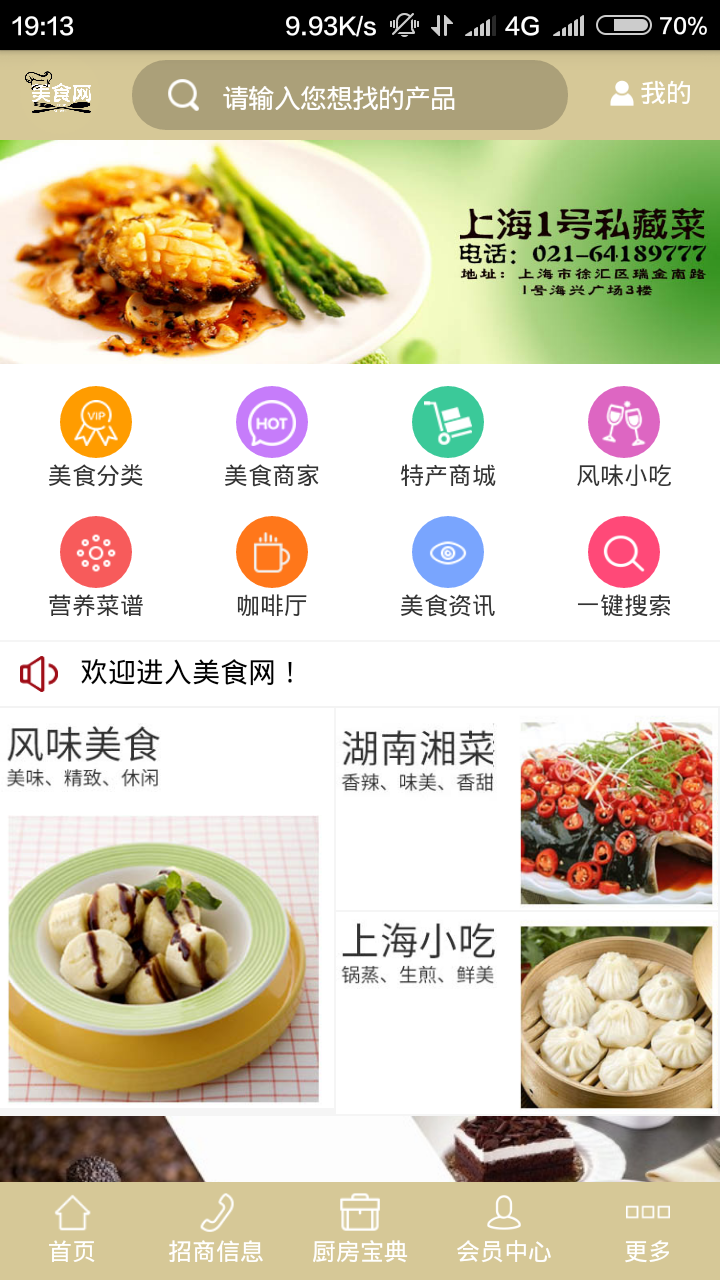 19:13 9.93K/s 4G 70%
美食网 请输入您想找的产品 我的
上海1号私藏菜
电话：021-64189777
地址：上海市徐汇区瑞金南路
1号海兴广场3楼
VIP HOT
美食分类 美食商家 特产商城 风味小吃
营养菜谱 咖啡厅 美食资讯 一键搜索
欢迎进入美食网！
风味美食
美味、精致、休闲
湖南湘菜
香辣、味美、香甜
上海小吃
锅蒸、生煎、鲜美
首页 招商信息 厨房宝典 会员中心 更多